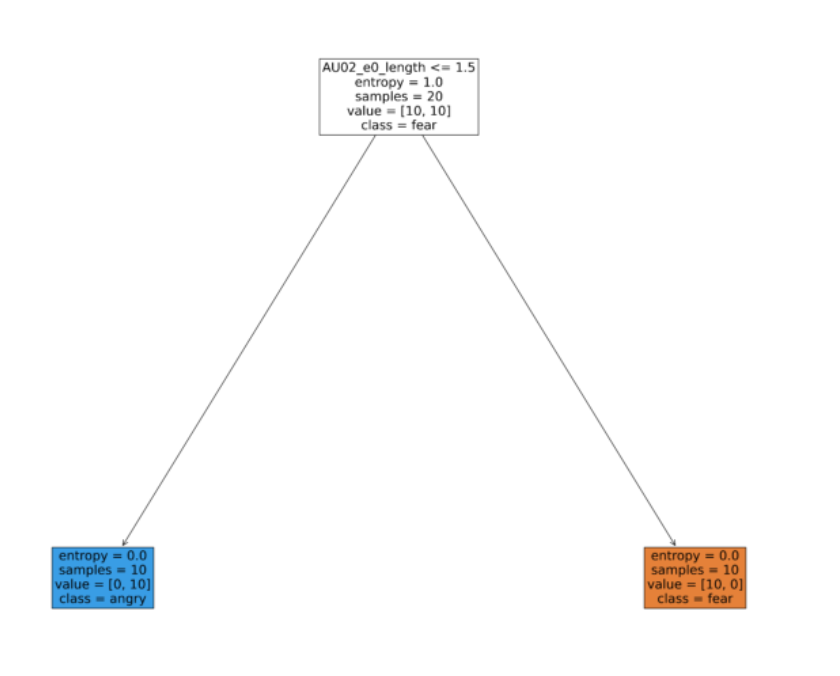 AU02_e0_length <= 1.5
entropy = 1.0
samples = 20
value = [10, 10]
class = fear
entropy = 0.0
samples = 10
value = [0, 10]
class = angry
entropy = 0.0
samples = 10
value = [10, 0]
class = fear